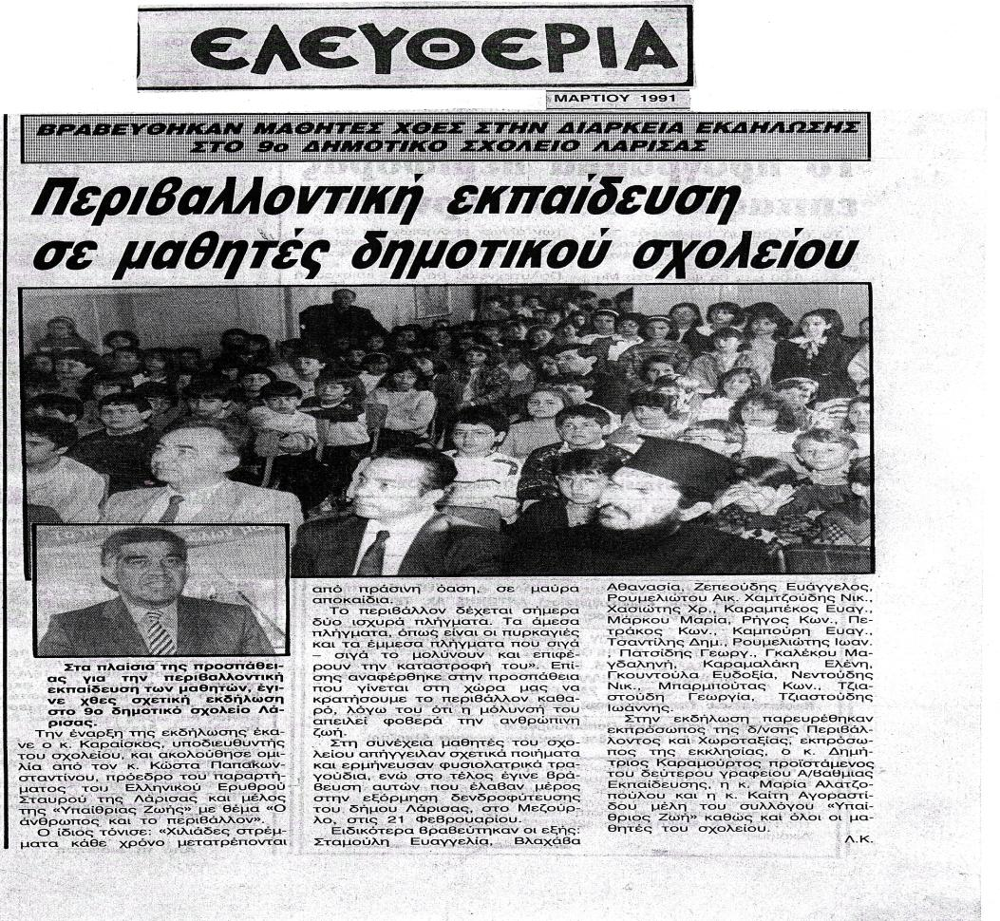 ΕΛΕΥΘΕΡΙΑ
ΜΑΡΤΙΟΥ 1991
ΒΡΑΒΕΥΘΗΚΑΝ ΜΑΘΗΤΕΣ ΧΘΕΣ ΣΤΗΝ ΔΙΑΡΚΕΙΑ ΕΚΔΗΛΩΣΗΣ
ΣΤΟ 9ο ΔΗΜΟΤΙΚΟ ΣΧΟΛΕΙΟ ΛΑΡΙΣΑΣ
Περιβαλλοντική εκπαίδευση
σε μαθητές δημοτικού σχολείου
Στα πλαίσια της προσπάθει-
ας για την περιβαλλοντική
εκπαίδευση των μαθητών, έγι-
νε χθες σχετική εκδήλωση
στο 9ο δημοτικό σχολείο Λά-
ρισας.
Την έναρξη της εκδήλωσης έκα-
νε ο κ. Καραίσκος, υποδιευθυντής
του σχολείου, και ακολούθησε ομι-
λία από τον κ. Κώστα Παπακων-
σταντίνου, πρόεδρο του παραρτή-
ματος του Ελληνικού Ερυθρού
Σταυρού της Λάρισας και μέλος
της «Υπαίθριας Ζωής» με θέμα «Ο
άνθρωπος και το περιβάλλον».
Ο ίδιος τόνισε: «Χιλιάδες στρέμ-
ματα κάθε χρόνο μετατρέπονται
από πράσινη όαση, σε μαύρα
αποκαίδια.
Το περιβάλλον δέχεται σήμερα
δύο ισχυρά πλήγματα. Τα άμεσα
πλήγματα, όπως είναι οι πυρκαγιές
και τα έμμεσα πλήγματα που σιγά
– σιγά το μολύνουν και επιφέ-
ρουν την καταστροφή του». Επί-
σης αναφέρθηκε στην προσπάθεια
που γίνεται στη χώρα μας να
κρατήσουμε το περιβάλλον καθα-
ρό, λόγω του ότι η μόλυνσή του
απειλεί φοβερά την ανθρώπινη
ζωή.
Στη συνέχεια μαθητές του σχο-
λείου απήγγειλαν σχετικά ποιήματα
και ερμήνευσαν φυσιολατρικά τρα-
γούδια, ενώ στο τέλος έγινε βρά-
βευση αυτών που έλαβαν μέρος
στην εξόρμηση δενδροφύτευσης
του δήμου Λάρισας, στο Μεζούρ-
λο, στις 21 Φεβρουαρίου.
Ειδικότερα βραβεύτηκαν οι εξής:
Σταμούλη Ευαγγελία, Βλαχάβα
Αθανασία, Ζεπεούδης Ευάγγελος,
Ρουμελιώτου Αικ. Χαμτζούδης Νικ.,
Χασιώτης Χρ., Καραμπέκος Ευαγ.,
Μάρκου Μαρία, Ρήγος Κων., Πε-
τράκος Κων., Καμπούρη Ευαγ.,
Τσαντίλης Δημ., Ρουμελιώτης Ιωαν.
, Πατσίδης Γεωργ., Γκαλέκου Μα-
γδαληνή, Καραμαλάκη Ελένη,
Γκουντούλα Ευδοξία, Νεντούδης
Νικ., Μπαρμπούτας Κων., Τζια-
στούδη Γεωργία, Τζιαστούδης
Ιωάννης.
Στην εκδήλωση παρευρέθηκαν
εκπρόσωπος της δ/νσης Περιβάλ-
λοντος και Χωροταξίας, εκπρόσω-
πος της εκκλησίας, ο κ. Δημή-
τριος Καραμούρτος προϊστάμενος
του δεύτερου γραφείου Α/βάθμιας
Εκπαίδευσης, η κ. Μαρία Αλατζο-
πούλου και η κ. Καίτη Αγοραστί-
δου μέλη του συλλόγου «Υπαί-
θριος Ζωή» καθώς και όλοι οι μα-
θητές του σχολείου.
Λ.Κ.